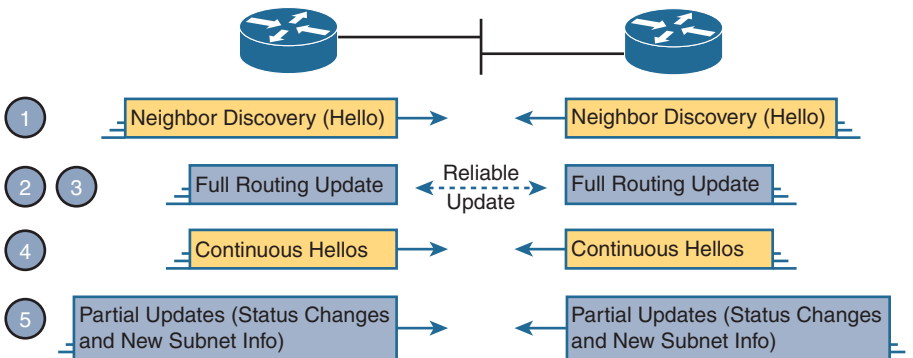 1
Neighbor Discovery (Hello)
Neighbor Discovery (Hello)
2
3
Full Routing Update
Reliable
Update
Full Routing Update
4
Continuous Hellos
Continuous Hellos
5
Partial Updates (Status Changes
and New Subnet Info)
Partial Updates (Status Changes
and New Subnet Info)